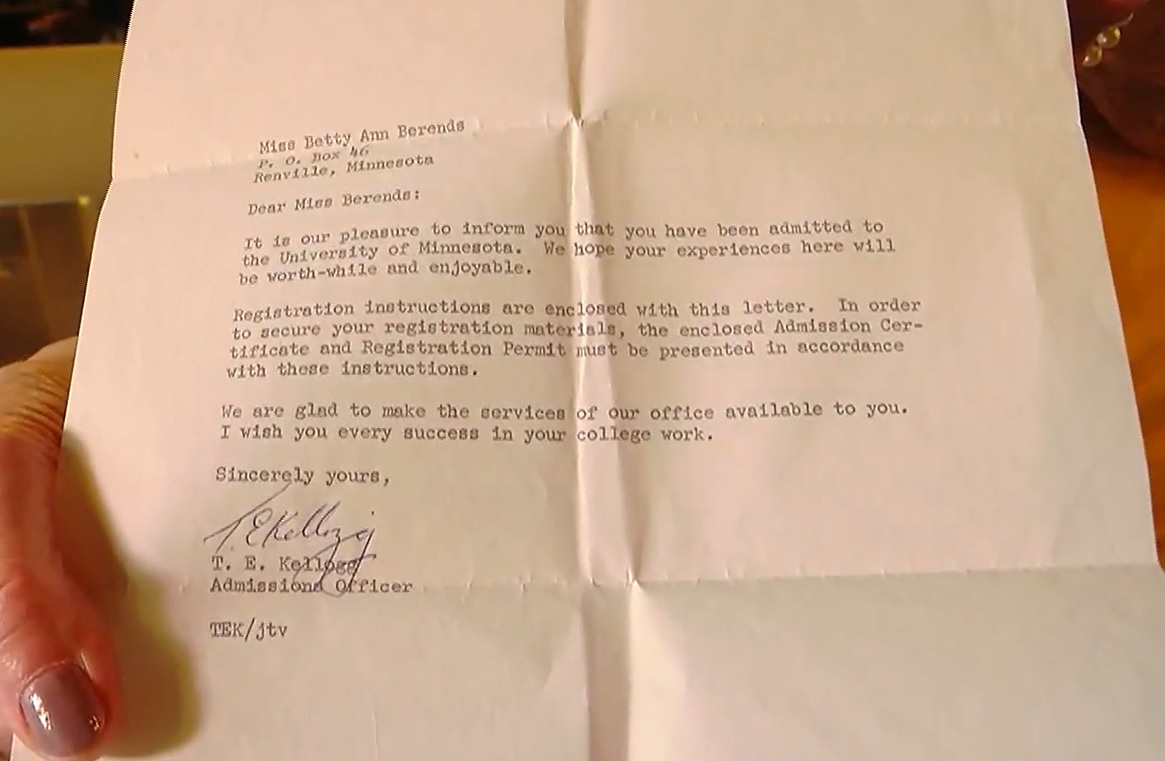 Miss Betty Ann Berends
P. O. Box 46
Renville, Minnesota
Dear Miss Berends:
It is our pleasure to inform you that you have been admitted to
the University of Minnesota. We hope your experiences here will
be worth-while and enjoyable.
Registration instructions are enclosed with this letter. In order
to secure your registration materials, the enclosed Admission Cer-
tificate and Registration Permit must be presented in accordance
with these instructions.
We are glad to make the services of our office available to you.
I wish you every success in your college work.
Sincerely yours,
T. E. Kellogg
T. E. Kellogg
Admissions Officer
TEK/jtv